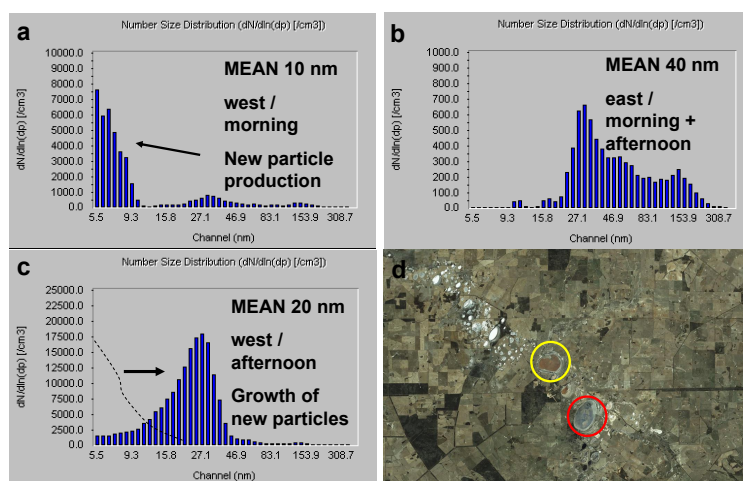 a
Number Size Distribution (dN/dln(dp) [/cm3])
dN/dln(dp) [/cm3]
10000.0
9000.0
8000.0
7000.0
6000.0
5000.0
4000.0
3000.0
2000.0
1000.0
0.0
MEAN 10 nm
west /
morning
New particle
production
5.5 9.3 15.8 27.1 46.9 83.1 153.9 308.7
Channel (nm)
b
Number Size Distribution (dN/dln(dp) [/cm3])
dN/dln(dp) [/cm3]
1000.0
900.0
800.0
700.0
600.0
500.0
400.0
300.0
200.0
100.0
0.0
MEAN 40 nm
east /
morning +
afternoon
5.5 9.3 15.8 27.1 46.9 83.1 153.9 308.7
Channel (nm)
c
Number Size Distribution (dN/dln(dp) [/cm3])
dN/dln(dp) [/cm3]
25000.0
22500.0
20000.0
17500.0
15000.0
12500.0
10000.0
7500.0
5000.0
2500.0
0.0
MEAN 20 nm
west /
afternoon
Growth of
new particles
5.5 9.3 15.8 27.1 46.9 83.1 153.9 308.7
Channel (nm)
d